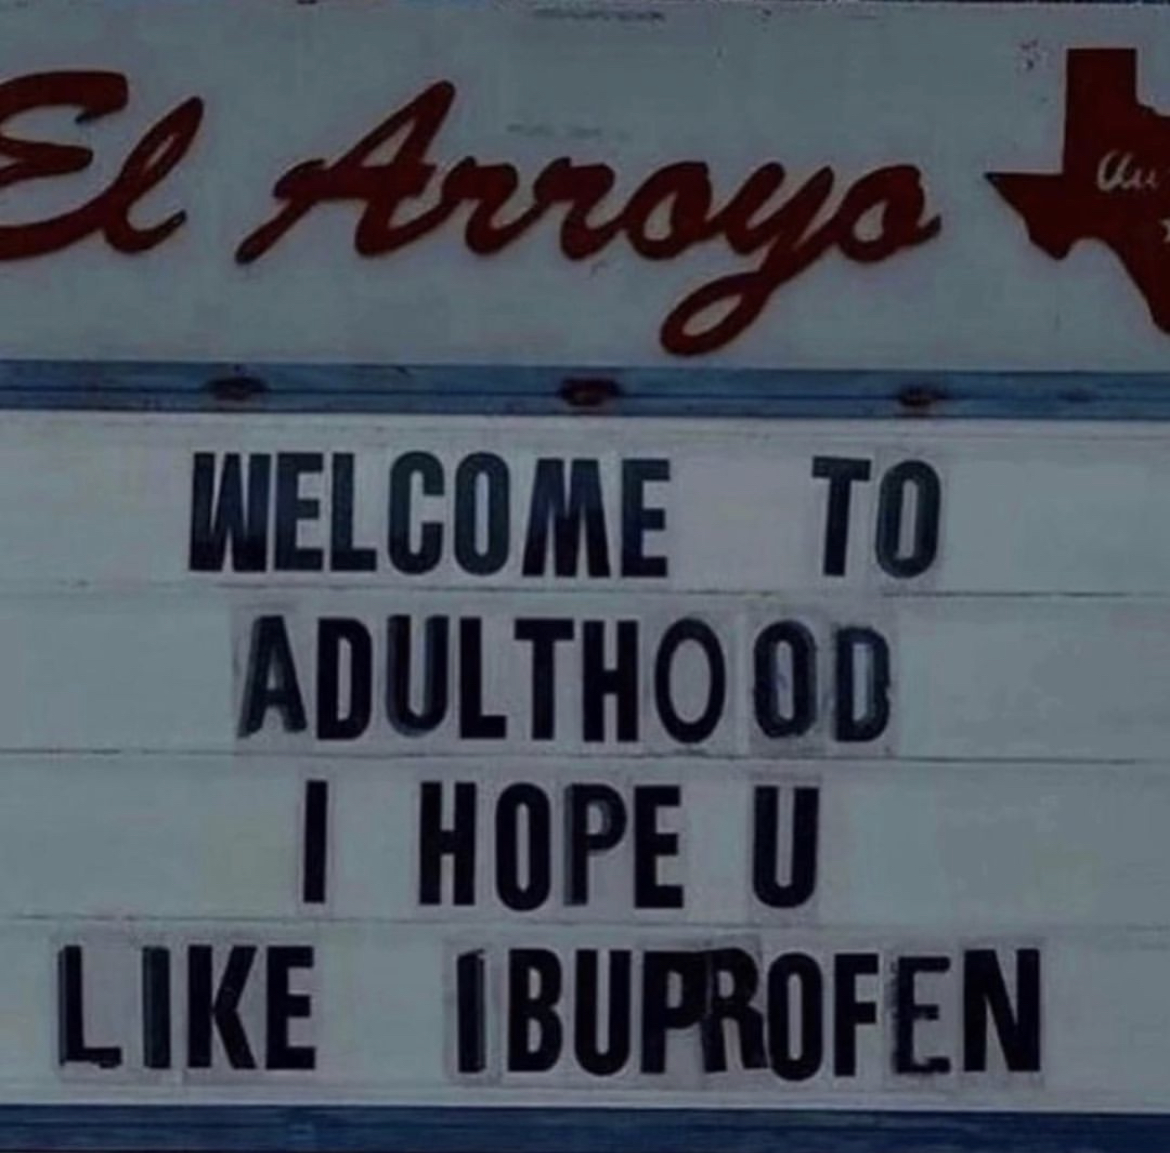 El Arroyo
WELCOME TO
ADULTHOOD
I HOPE U
LIKE IBUPROFEN